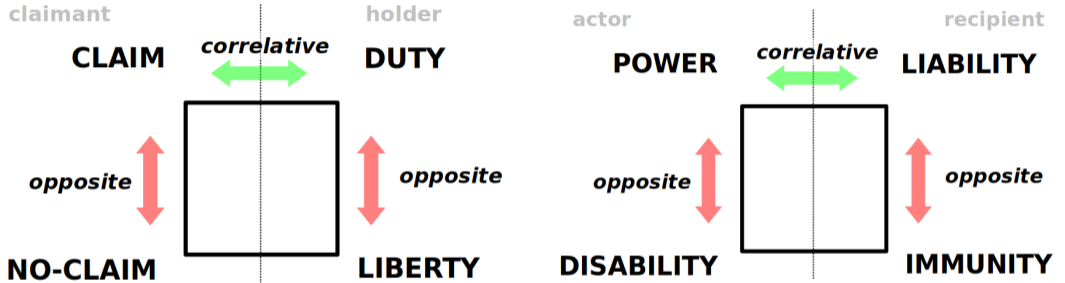 claimant
holder
CLAIM
correlative
DUTY
opposite
opposite
NO-CLAIM
LIBERTY
actor
recipient
POWER
correlative
LIABILITY
opposite
opposite
DISABILITY
IMMUNITY